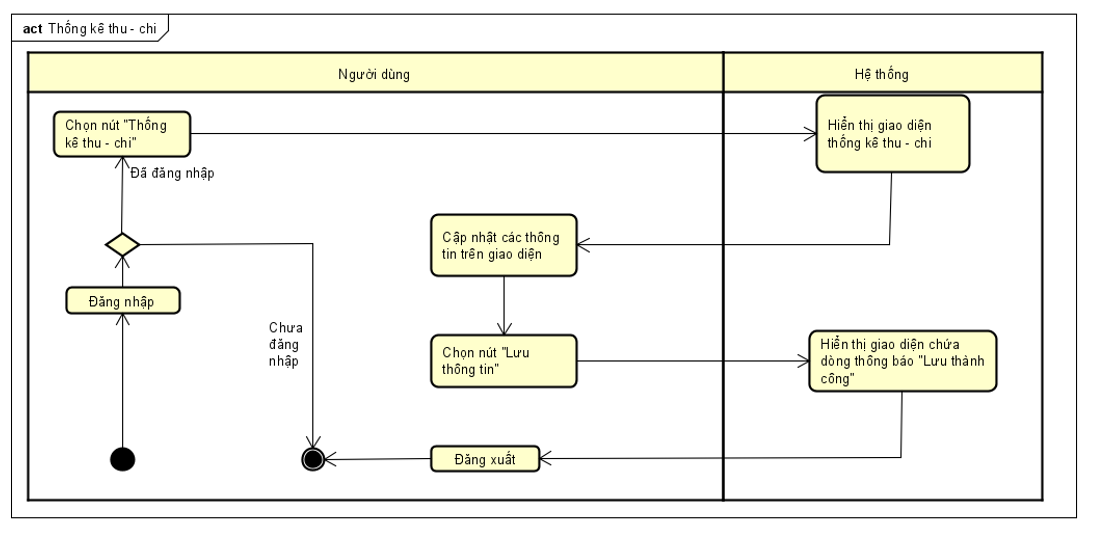 act Thống kê thu - chi
Người dùng
Hệ thống
Chọn nút "Thống
kê thu - chi"
Hiển thị giao diện
thống kê thu - chi
Đã đăng nhập
Cập nhật các thông
tin trên giao diện
Đăng nhập
Chưa
đăng
nhập
Chọn nút "Lưu
thông tin"
Hiển thị giao diện chứa
dòng thông báo "Lưu thành
công"
Đăng xuất